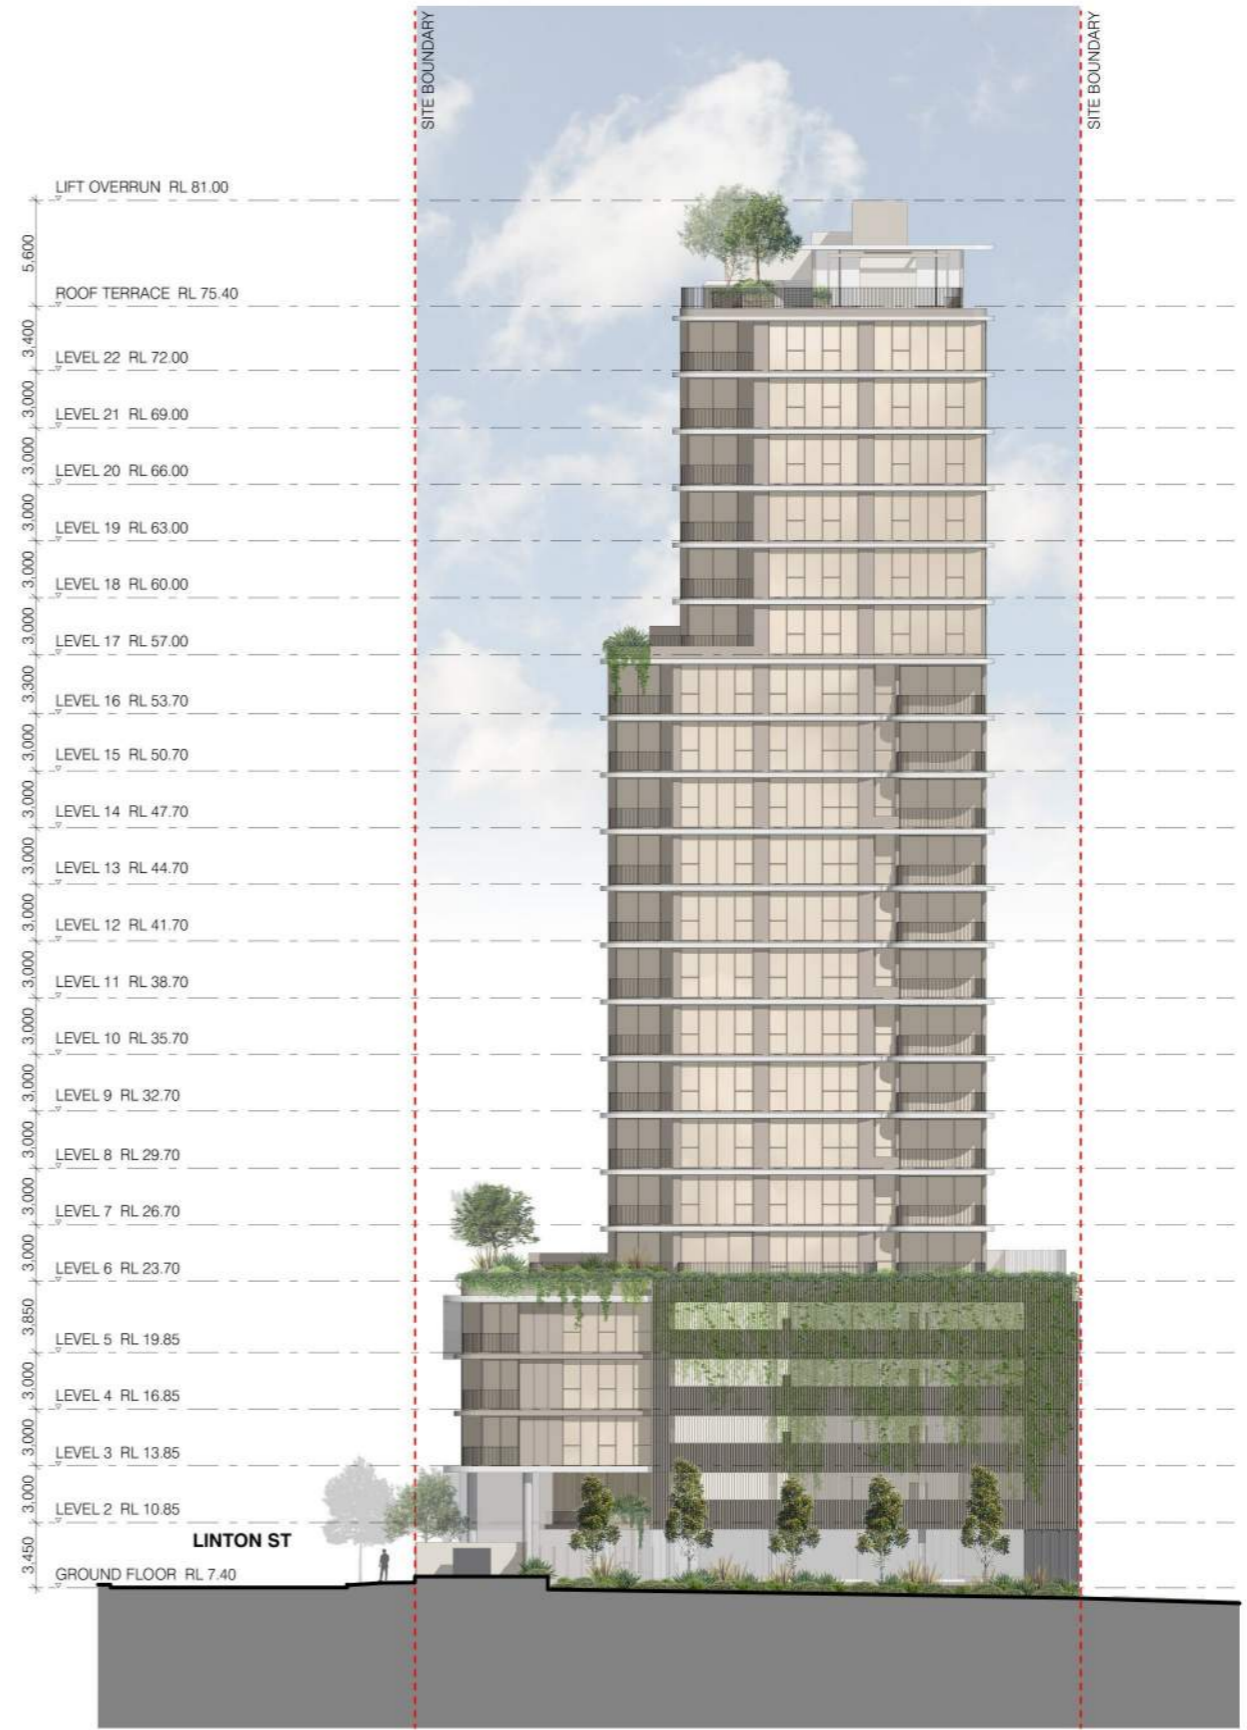 SITE BOUNDARY
SITE BOUNDARY
LIFT OVERRUN RL 81.00
5,600
ROOF TERRACE RL 75.40
3,400
LEVEL 22 RL 72.00
3,000
LEVEL 21 RL 69.00
3,000
LEVEL 20 RL 66.00
3,000
LEVEL 19 RL 63.00
3,000
LEVEL 18 RL 60.00
3,000
LEVEL 17 RL 57.00
3,300
LEVEL 16 RL 53.70
3,000
LEVEL 15 RL 50.70
3,000
LEVEL 14 RL 47.70
3,000
LEVEL 13 RL 44.70
3,000
LEVEL 12 RL 41.70
3,000
LEVEL 11 RL 38.70
3,000
LEVEL 10 RL 35.70
3,000
LEVEL 9 RL 32.70
3,000
LEVEL 8 RL 29.70
3,000
LEVEL 7 RL 26.70
3,000
LEVEL 6 RL 23.70
3,850
LEVEL 5 RL 19.85
3,000
LEVEL 4 RL 16.85
3,000
LEVEL 3 RL 13.85
3,000
LEVEL 2 RL 10.85
LINTON ST
3,450
GROUND FLOOR RL 7.40